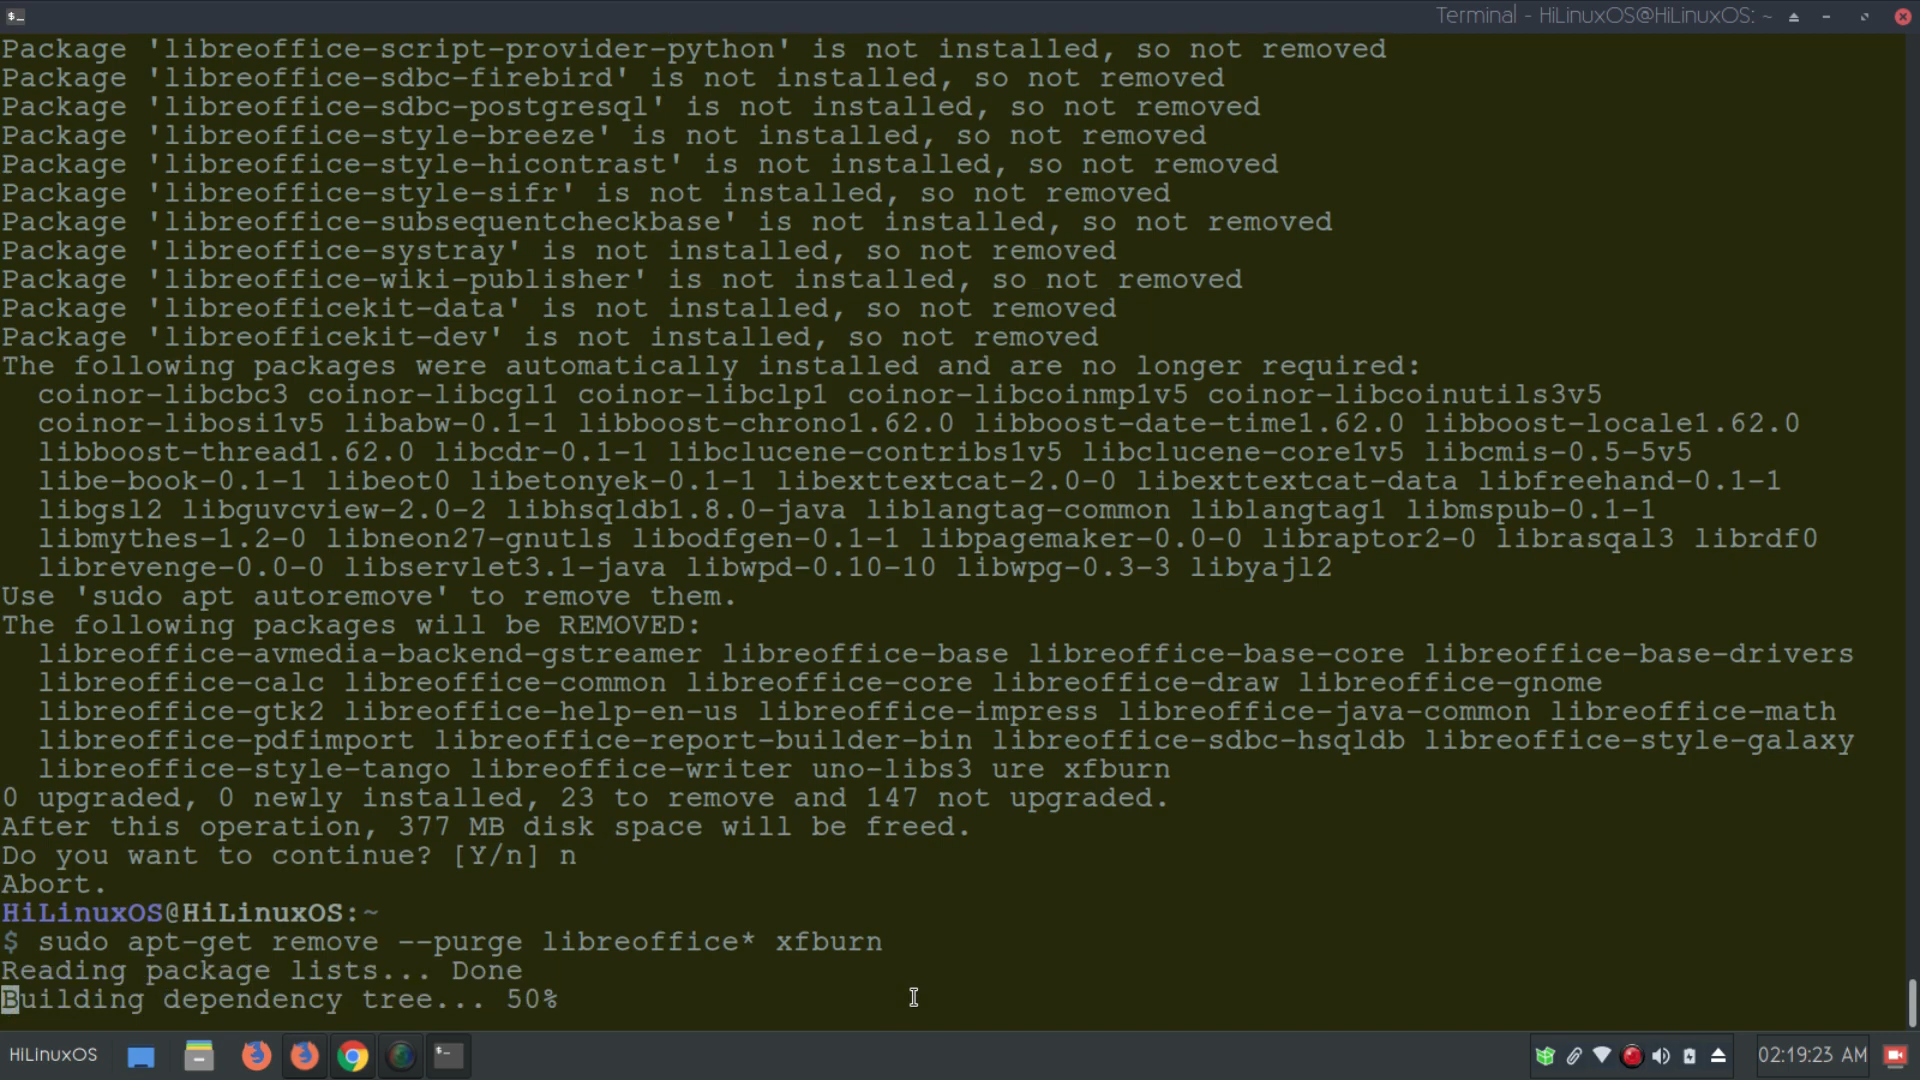 Terminal - HiLinuxOS@HiLinuxOS: ~
Package 'libreoffice-script-provider-python' is not installed, so not removed
Package 'libreoffice-sdbc-firebird' is not installed, so not removed
Package 'libreoffice-sdbc-postgresql' is not installed, so not removed
Package 'libreoffice-style-breeze' is not installed, so not removed
Package 'libreoffice-style-hicontrast' is not installed, so not removed
Package 'libreoffice-style-sifr' is not installed, so not removed
Package 'libreoffice-subsequentcheckbase' is not installed, so not removed
Package 'libreoffice-systray' is not installed, so not removed
Package 'libreoffice-wiki-publisher' is not installed, so not removed
Package 'libreofficekit-data' is not installed, so not removed
Package 'libreofficekit-dev' is not installed, so not removed
The following packages were automatically installed and are no longer required:
coinor-libcbc3 coinor-libcgl1 coinor-libclp1 coinor-libcoinmp1v5 coinor-libcoinutils3v5
coinor-libosi1v5 libabw-0.1-1 libboost-chrono1.62.0 libboost-date-time1.62.0 libboost-locale1.62.0
libboost-thread1.62.0 libcdr-0.1-1 libclucene-contribs1v5 libclucene-core1v5 libcmis-0.5-5v5
libe-book-0.1-1 libeot0 libetonyek-0.1-1 libexttextcat-2.0-0 libexttextcat-data libfreehand-0.1-1
libgsl2 libguvcview-2.0-2 libhsqldb1.8.0-java liblangtag-common liblangtag1 libmspub-0.1-1
libmythes-1.2-0 libneon27-gnutls libodfgen-0.1-1 libpagemaker-0.0-0 libraptor2-0 librasqal3 librdf0
librevenge-0.0-0 libservlet3.1-java libwpd-0.10-10 libwpg-0.3-3 libyajl2
Use 'sudo apt autoremove' to remove them.
The following packages will be REMOVED:
libreoffice-avmedia-backend-gstreamer libreoffice-base libreoffice-base-core libreoffice-base-drivers
libreoffice-calc libreoffice-common libreoffice-core libreoffice-draw libreoffice-gnome
libreoffice-gtk2 libreoffice-help-en-us libreoffice-impress libreoffice-java-common libreoffice-math
libreoffice-pdfimport libreoffice-report-builder-bin libreoffice-sdbc-hsqldb libreoffice-style-galaxy
libreoffice-style-tango libreoffice-writer uno-libs3 ure xfburn
0 upgraded, 0 newly installed, 23 to remove and 147 not upgraded.
After this operation, 377 MB disk space will be freed.
Do you want to continue? [Y/n] n
Abort.
HiLinuxOS@HiLinuxOS:~
$ sudo apt-get remove --purge libreoffice* xfburn
Reading package lists... Done
Building dependency tree... 50%
HiLinuxOS
02:19:23 AM